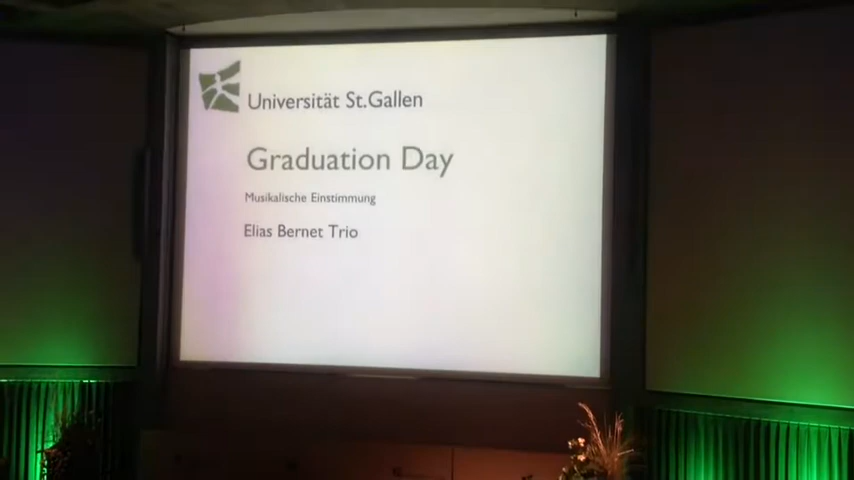 Universität St.Gallen
Graduation Day
Musikalische Einstimmung
Elias Bernet Trio